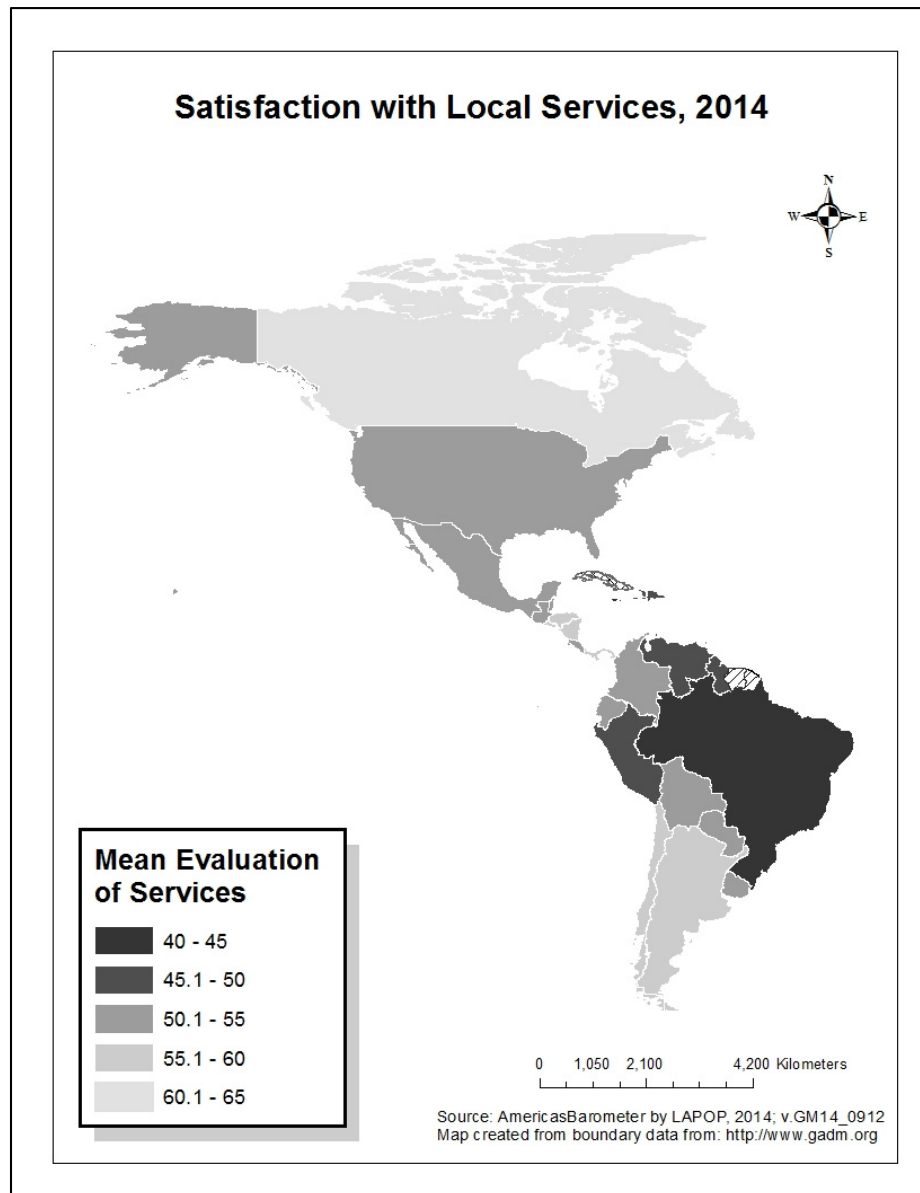 Satisfaction with Local Services, 2014
N
W E
S
Mean Evaluation
of Services
40 - 45
45.1 - 50
50.1 - 55
55.1 - 60
60.1 - 65
0 1,050 2,100 4,200 Kilometers
Source: AmericasBarometer by LAPOP, 2014; v.GM14_0912
Map created from boundary data from: http://www.gadm.org